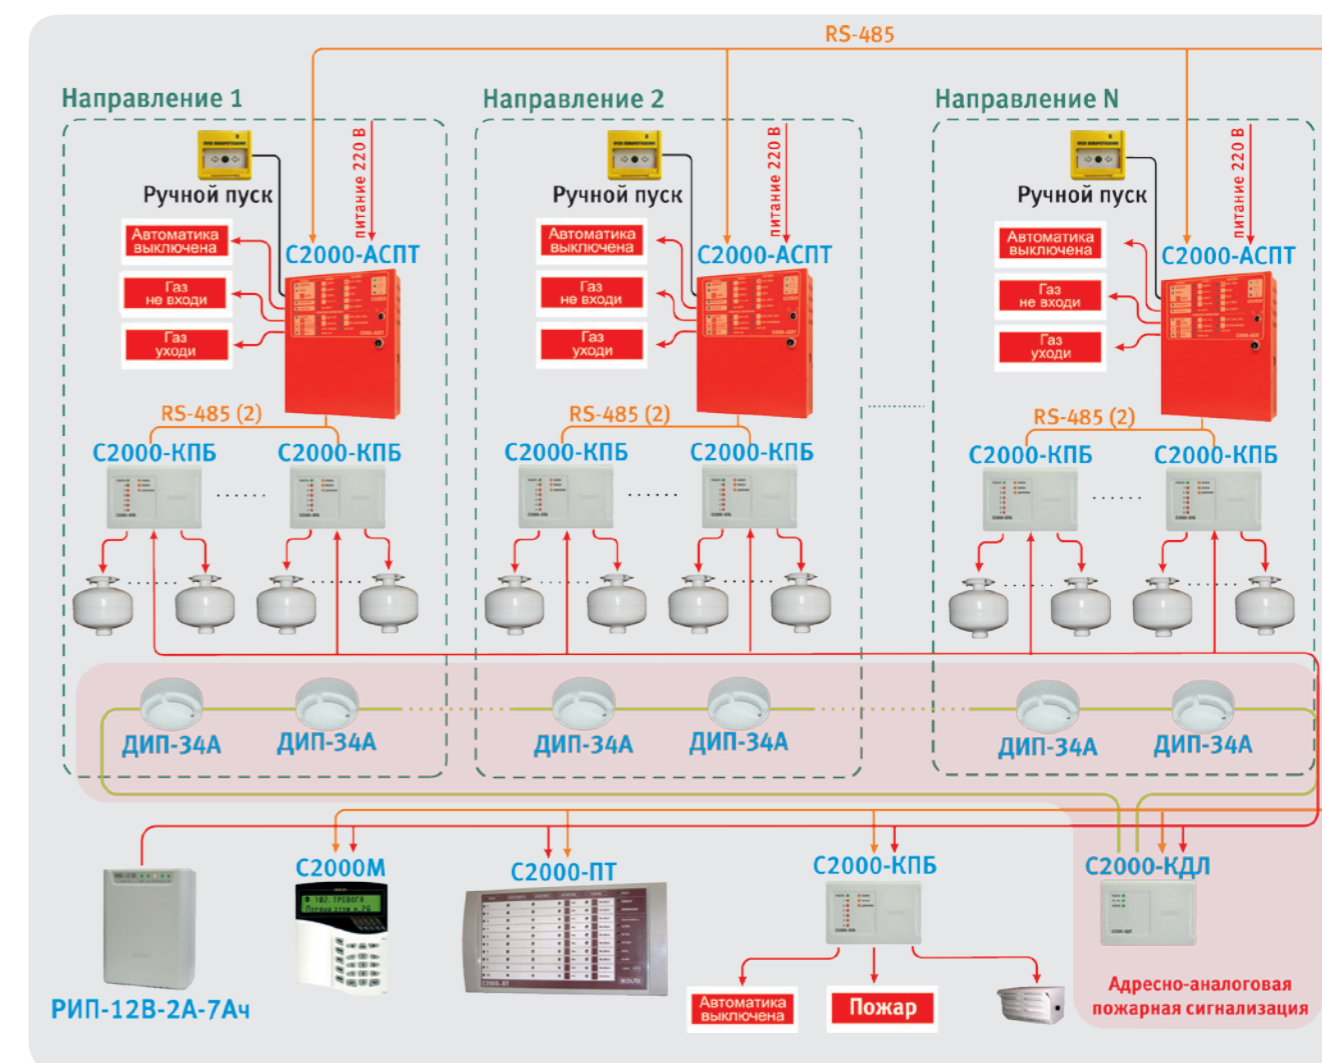 RS-485
Направление 1
Направление 2
Направление N
питание 220 В
питание 220 В
питание 220 В
Ручной пуск
Ручной пуск
Ручной пуск
Автоматика
выключена
Автоматика
выключена
Автоматика
выключена
С2000-АСПТ
С2000-АСПТ
С2000-АСПТ
Газ
не входи
Газ
не входи
Газ
не входи
Газ
уходи
Газ
уходи
Газ
уходи
RS-485 (2)
RS-485 (2)
RS-485 (2)
С2000-КПБ
С2000-КПБ
С2000-КПБ
С2000-КПБ
С2000-КПБ
С2000-КПБ
ДИП-34А
ДИП-34А
ДИП-34А
ДИП-34А
ДИП-34А
ДИП-34А
С2000М
С2000-ПТ
С2000-КПБ
С2000-КДЛ
102. ТРЕВОГА
РИП-12В-2А-7Ач
Автоматика
выключена
Пожар
Адресно-аналоговая
пожарная сигнализация